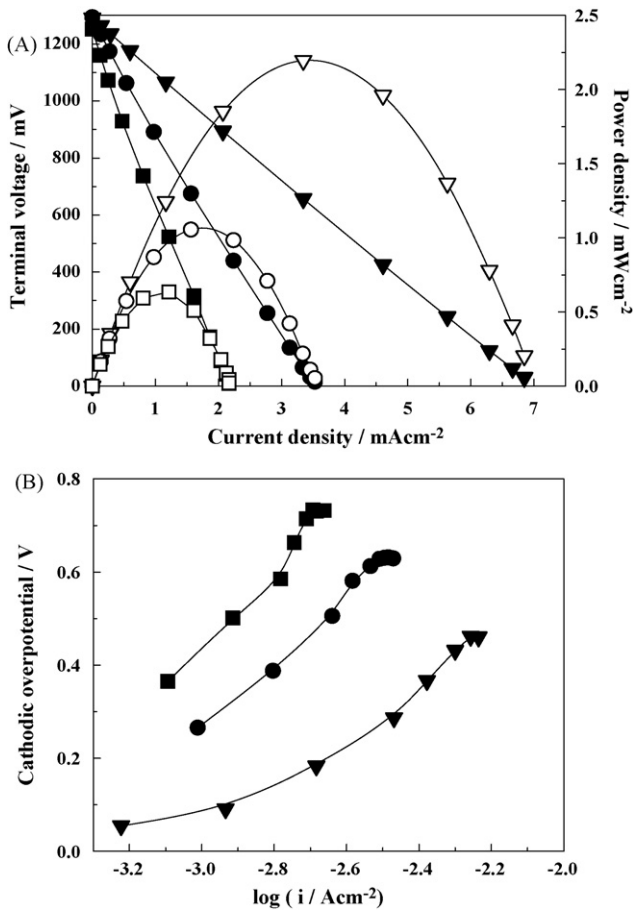 (A)
1200
1000
800
600
400
200
0
Terminal voltage / mV
2.5
2.0
1.5
1.0
0.5
0.0
Power density / mWcm-2
0 1 2 3 4 5 6 7
Current density / mAcm-2
(B)
0.8
0.6
0.4
0.2
0.0
Cathodic overpotential / V
-3.2 -3.0 -2.8 -2.6 -2.4 -2.2 -2.0
log ( i / Acm-2)